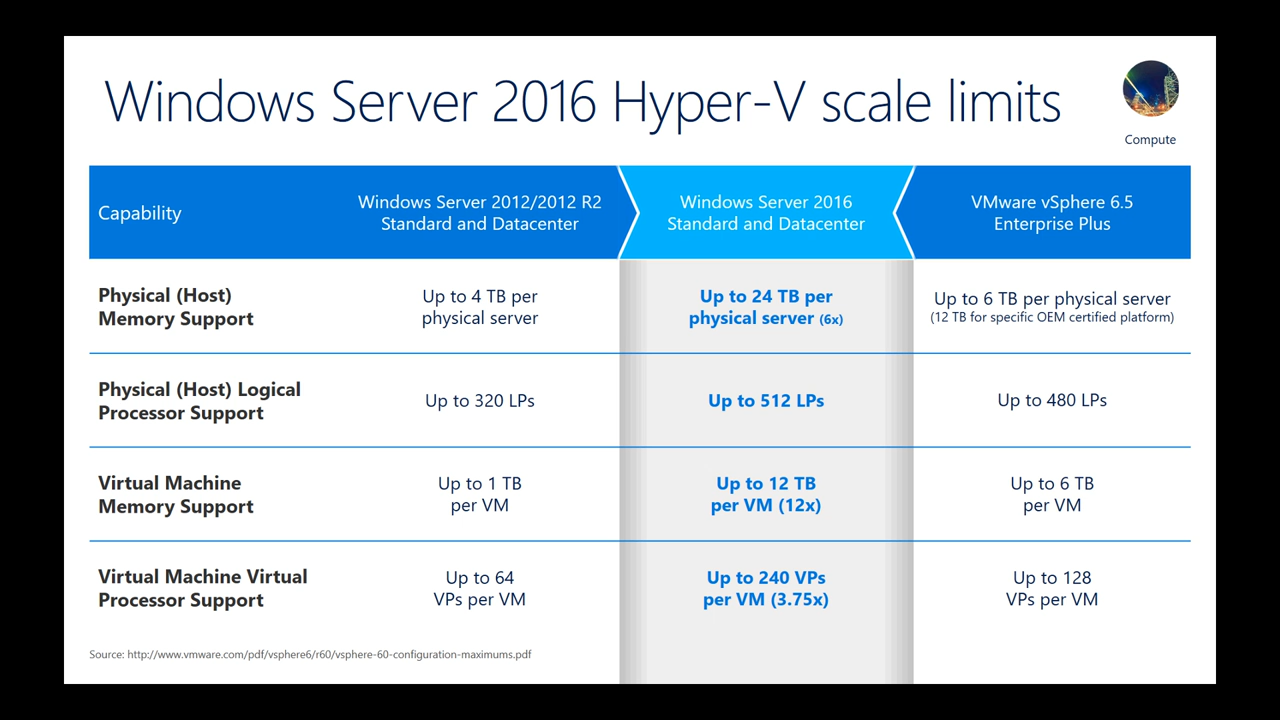 Windows Server 2016 Hyper-V scale limits
Compute
Capability
Windows Server 2012/2012 R2
Standard and Datacenter
Windows Server 2016
Standard and Datacenter
VMware vSphere 6.5
Enterprise Plus
Physical (Host)
Memory Support
Up to 4 TB per
physical server
Up to 24 TB per
physical server (6x)
Up to 6 TB per physical server
(12 TB for specific OEM certified platform)
Physical (Host) Logical
Processor Support
Up to 320 LPs
Up to 512 LPs
Up to 480 LPs
Virtual Machine
Memory Support
Up to 1 TB
per VM
Up to 12 TB
per VM (12x)
Up to 6 TB
per VM
Virtual Machine Virtual
Processor Support
Up to 64
VPs per VM
Up to 240 VPs
per VM (3.75x)
Up to 128
VPs per VM
Source: http://www.vmware.com/pdf/vsphere6/r60/vsphere-60-configuration-maximums.pdf